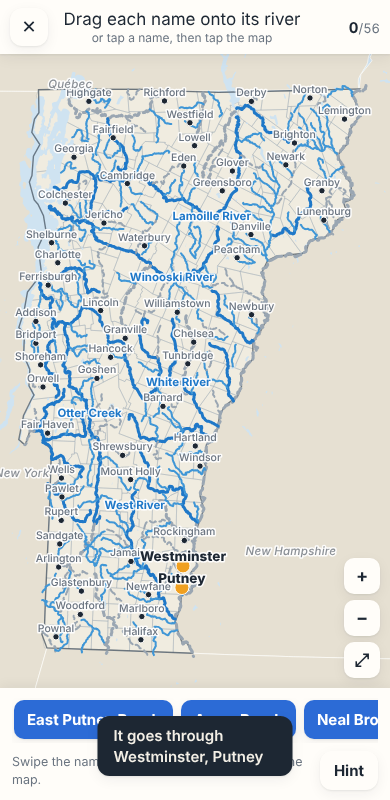 Drag each name onto its river
or tap a name, then tap the map
0/56
Québec
Highgate
Richford
Derby
Norton
Lemington
Westfield
Fairfield
Lowell
Brighton
Georgia
Eden
Glover
Newark
Cambridge
Greensboro
Granby
Colchester
Jericho
Lamoille River
Lunenburg
Danville
Shelburne
Waterbury
Charlotte
Peacham
Ferrisburgh
Winooski River
Lincoln
Williamstown
Newbury
Addison
Granville
Chelsea
Bridport
Hancock
Tunbridge
Shoreham
Goshen
Orwell
White River
Barnard
Otter Creek
Fair Haven
Hartland
Shrewsbury
Windsor
New York
Wells
Mount Holly
Pawlet
West River
Rupert
Rockingham
Sandgate
Westminster
New Hampshire
Arlington
Putney
Glastenbury
Newfane
Woodford
Marlboro
Pownal
Halifax
+
−
East
Neal Bro
It goes through
Westminster, Putney
Swipe the
map.
Hint